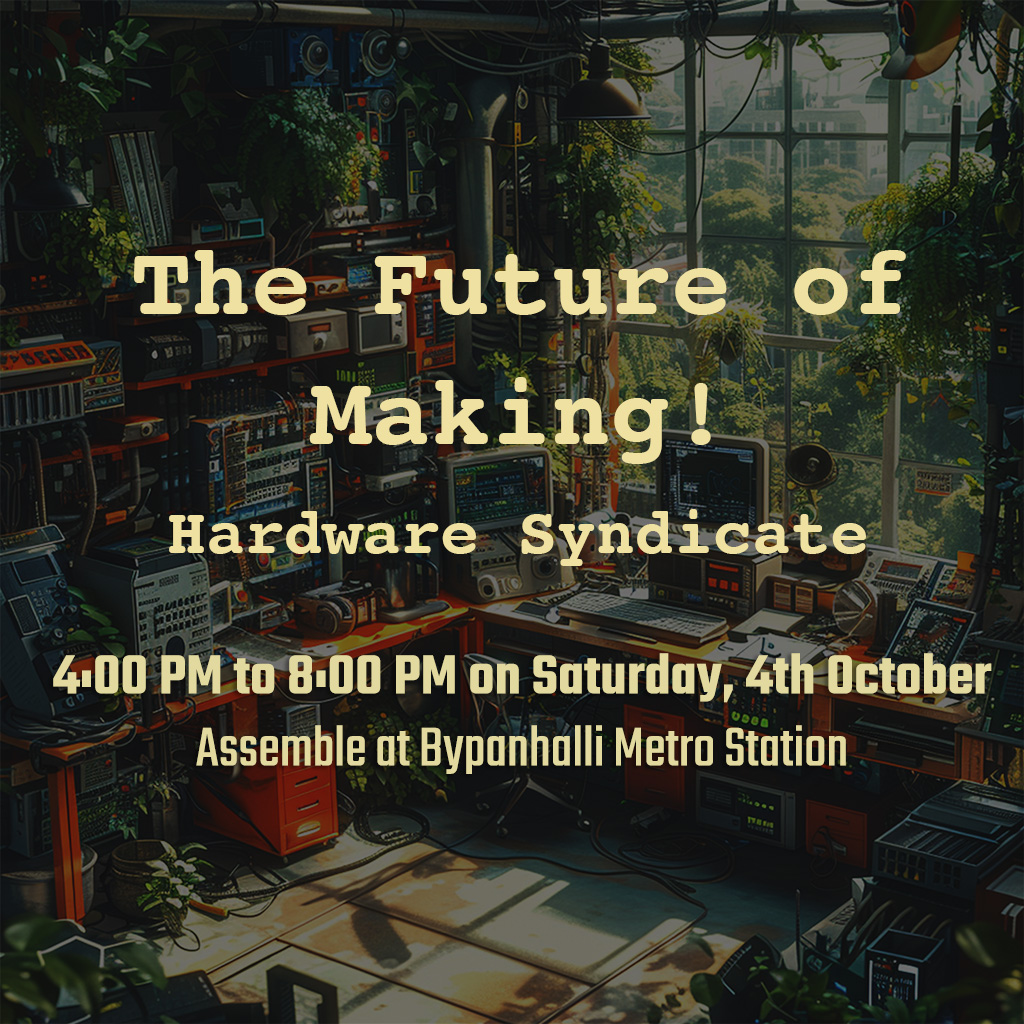 The Future of
Making!
Hardware Syndicate
4:00 PM to 8:00 PM on Saturday, 4th October
Assemble at Bypanhalli Metro Station